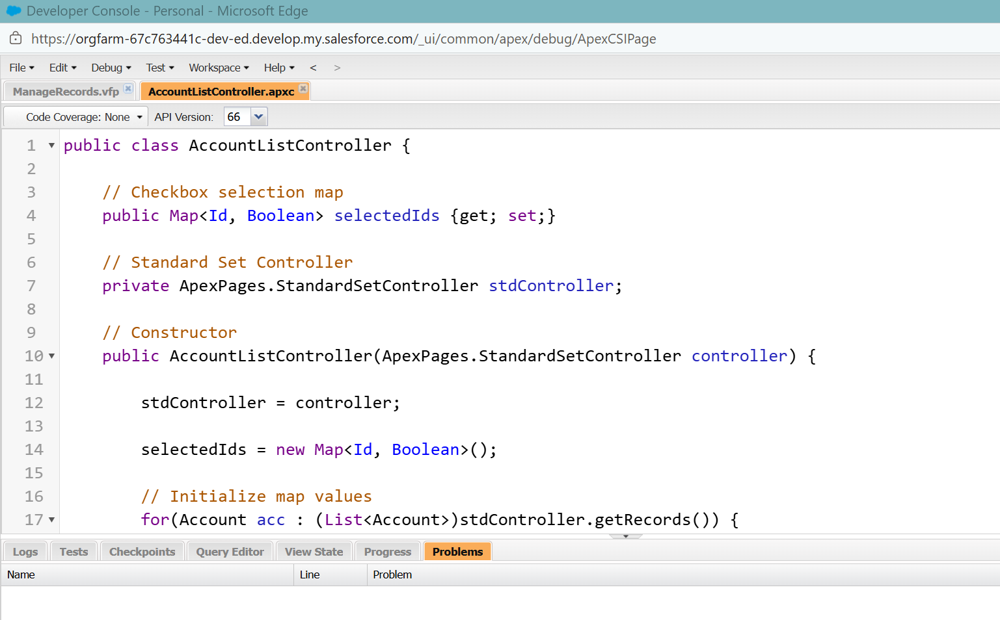 Developer Console - Personal - Microsoft Edge
https://orgfarm-67c763441c-dev-ed.develop.my.salesforce.com/_ui/common/apex/debug/ApexCSIPage
File Edit Debug Test Workspace Help < >
ManageRecords.vfp AccountListController.apxc
Code Coverage: None API Version: 66
1 public class AccountListController {
2
3 // Checkbox selection map
4 public Map<Id, Boolean> selectedIds {get; set;}
5
6 // Standard Set Controller
7 private ApexPages.StandardSetController stdController;
8
9 // Constructor
10 public AccountListController(ApexPages.StandardSetController controller) {
11
12 stdController = controller;
13
14 selectedIds = new Map<Id, Boolean>();
15
16 // Initialize map values
17 for(Account acc : (List<Account>)stdController.getRecords()) {
Logs Tests Checkpoints Query Editor View State Progress Problems
Name Line Problem